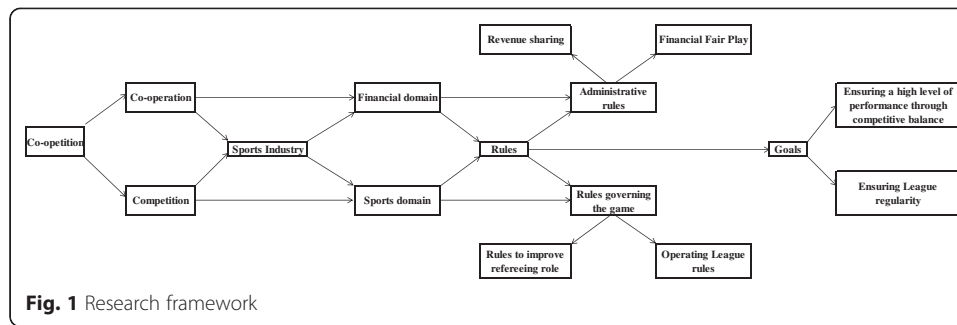 Revenue sharing
Financial Fair Play
Co-operation
Financial domain
Administrative
rules
Ensuring a high level of
performance through
competitive balance
Co-opetition
Sports Industry
Rules
Goals
Competition
Sports domain
Rules governing
the game
Ensuring League
regularity
Rules to improve
refereeing role
Operating League
rules
Fig. 1 Research framework